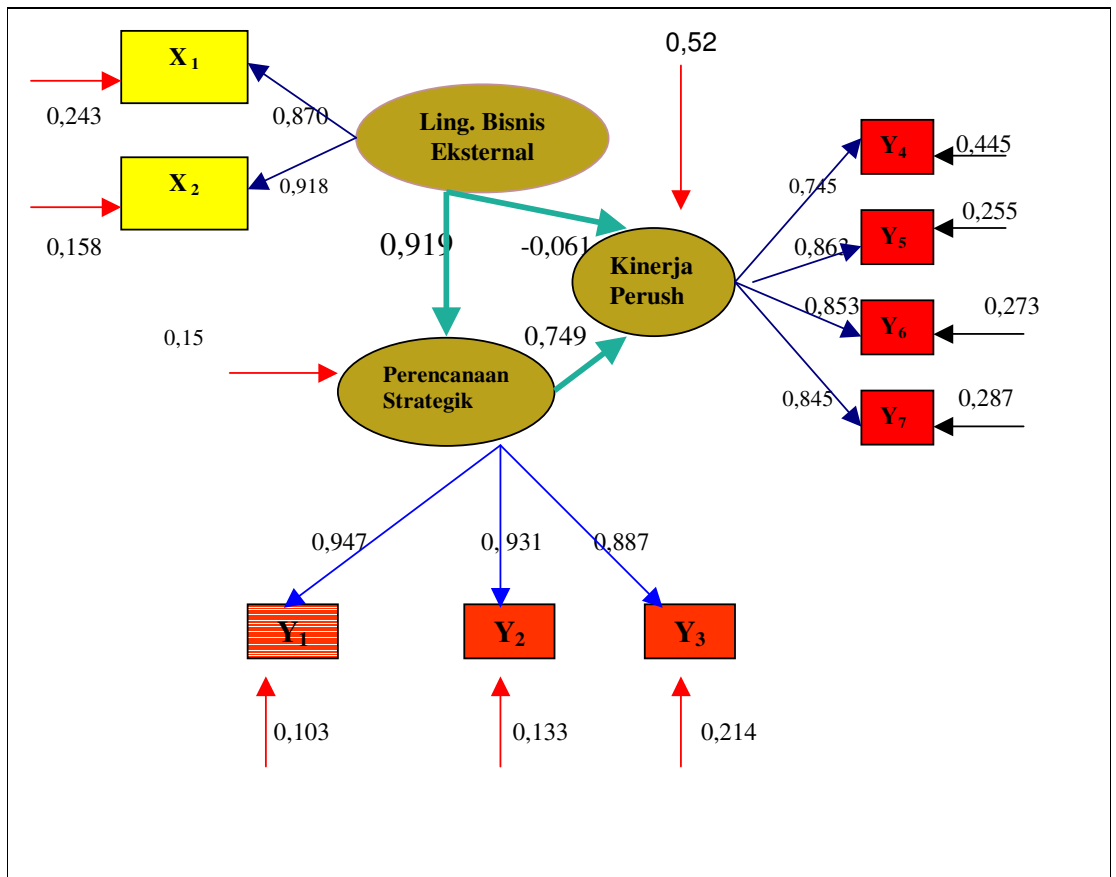 0,52
X 1
0,243
0,870
Ling. Bisnis
Eksternal
Y4
0,445
X 2
0,158
0,918
0,745
0,919
-0,061
Kinerja
Perush
0,863
Y5
0,255
0,853
Y6
0,273
0,15
0,749
Perencanaan
Strategik
0,845
Y7
0,287
0,947
0, 931
0,887
Y1
Y2
Y3
0,103
0,133
0,214